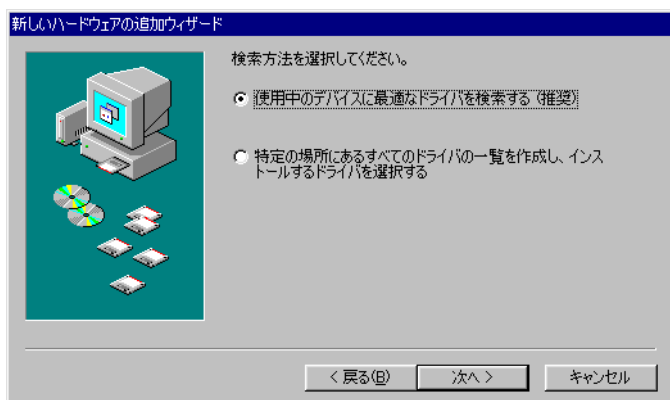 新しいハードウェアの追加ウィザード
検索方法を選択してください。
使用中のデバイスに最適なドライバを検索する (推奨)
特定の場所にあるすべてのドライバの一覧を作成し、インス
トールするドライバを選択する
< 戻る(B)
次へ >
キャンセル